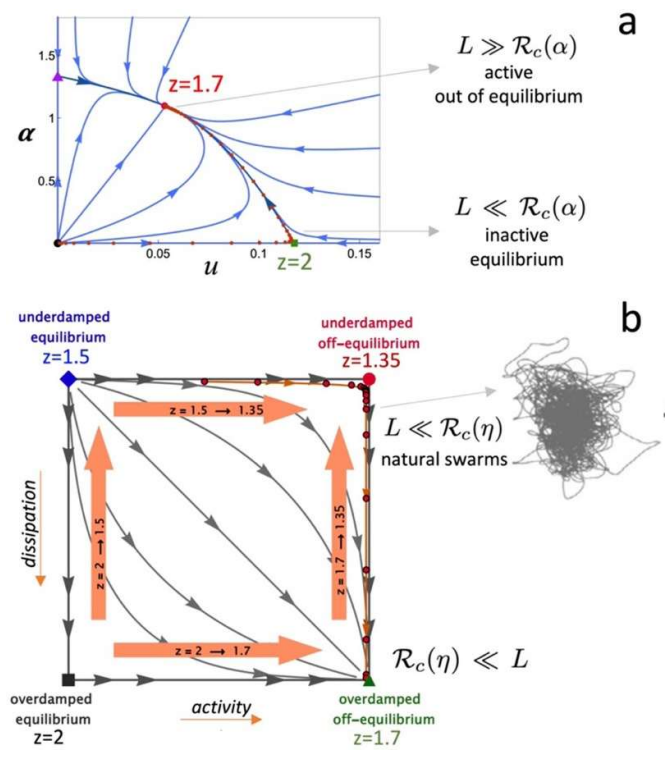 a
1.5
1
0.5
α
0.05
0.1
0.15
u
z=1.7
z=2
L ≫ ℛc(α)
active
out of equilibrium
L ≪ ℛc(α)
inactive
equilibrium
b
underdamped
equilibrium
z=1.5
underdamped
off-equilibrium
z=1.35
z = 1.5 → 1.35
L ≪ ℛc(η)
natural swarms
dissipation
z = 2 → 1.5
z = 1.7 → 1.35
z = 2 → 1.7
ℛc(η) ≪ L
overdamped
equilibrium
z=2
activity
overdamped
off-equilibrium
z=1.7